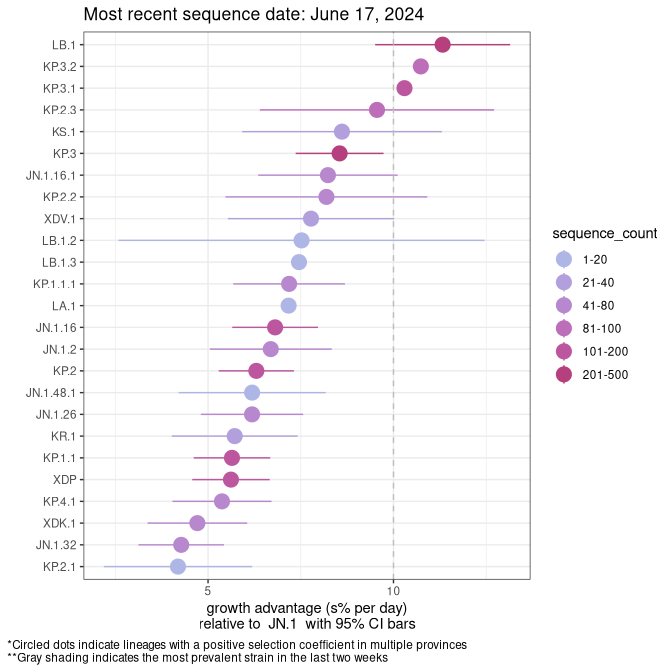 Most recent sequence date: June 17, 2024
LB.1
KP.3.2
KP.3.1
KP.2.3
KS.1
KP.3
JN.1.16.1
KP.2.2
XDV.1
LB.1.2
LB.1.3
KP.1.1.1
LA.1
JN.1.16
JN.1.2
KP.2
JN.1.48.1
JN.1.26
KR.1
KP.1.1
XDP
KP.4.1
XDK.1
JN.1.32
KP.2.1
5
10
growth advantage (s% per day)
relative to JN.1 with 95% CI bars
sequence_count
1-20
21-40
41-80
81-100
101-200
201-500
*Circled dots indicate lineages with a positive selection coefficient in multiple provinces
**Gray shading indicates the most prevalent strain in the last two weeks